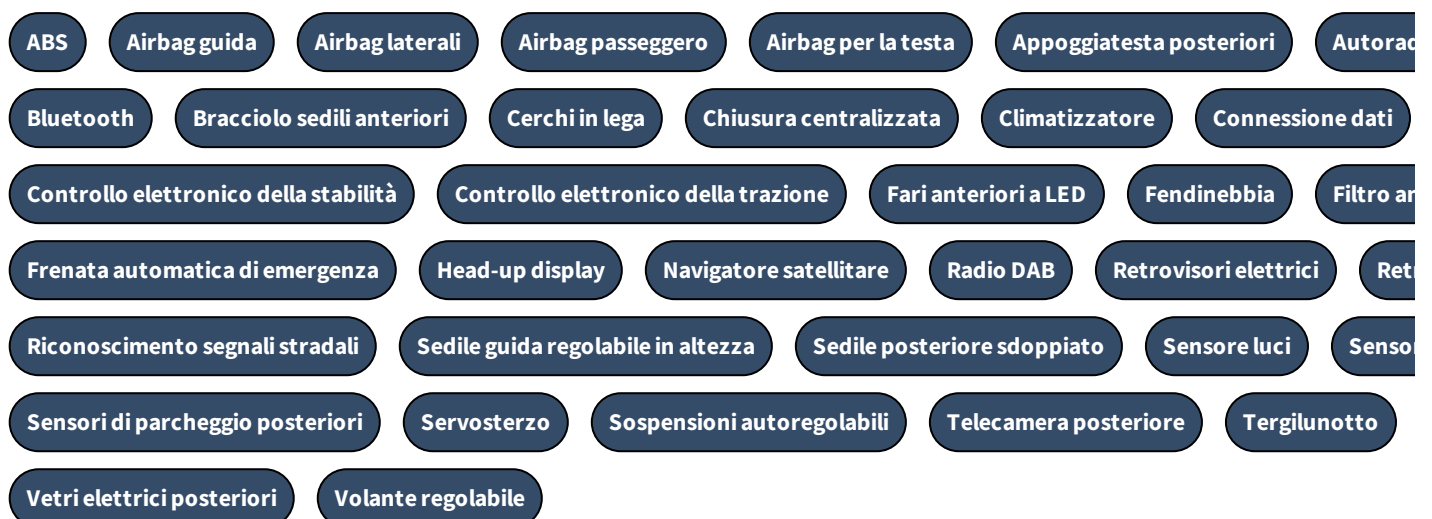 ABS Airbag guida Airbag laterali Airbag passeggero Airbag per la testa Appoggiatesta posteriori
Bluetooth Bracciolo sedili anteriori Cerchi in lega Chiusura centralizzata Climatizzatore Connessione dati
Controllo elettronico della stabilità Controllo elettronico della trazione Fari anteriori a LED Fendinebbia Filtro
Frenata automatica di emergenza Head-up display Navigatore satellitare Radio DAB Retrovisori elettrici
Riconoscimento segnali stradali Sedile guida regolabile in altezza Sedile posteriore sdoppiato Sensore luci
Sensori di parcheggio posteriori Servosterzo Sospensioni autoregolabili Telecamera posteriore Tergilunotto
Vetri elettrici posteriori Volante regolabile